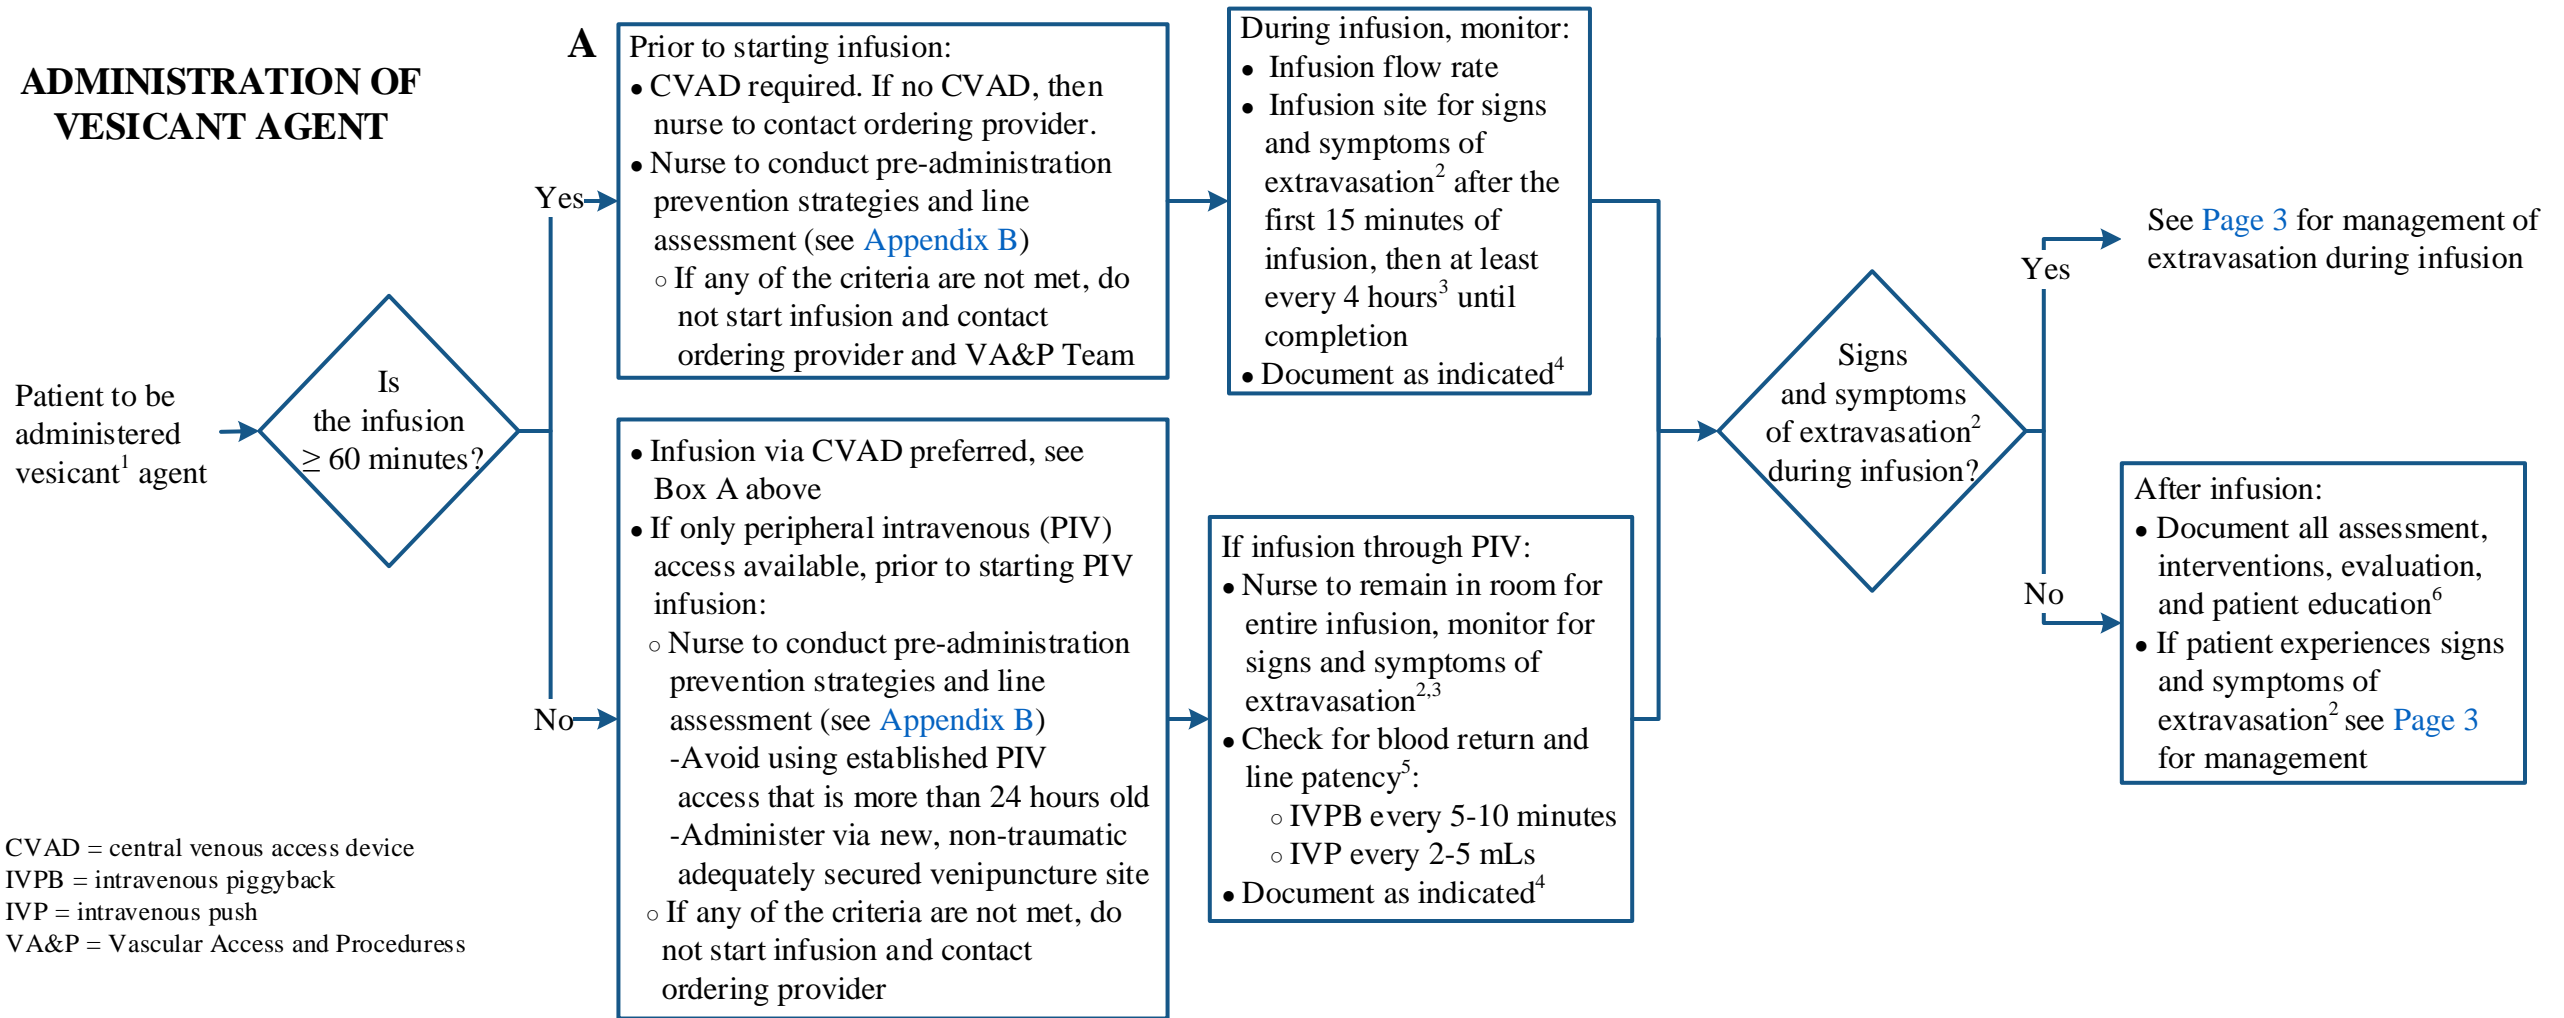 ADMINISTRATION OF
VESICANT AGENT
Patient to be
administered
vesicant¹ agent
Is
the infusion
≥ 60 minutes?
Yes
No
A
Prior to starting infusion:
● CVAD required. If no CVAD, then
nurse to contact ordering provider.
● Nurse to conduct pre-administration
prevention strategies and line
assessment (see Appendix B)
○ If any of the criteria are not met, do
not start infusion and contact
ordering provider and VA&P Team
● Infusion via CVAD preferred, see
Box A above
● If only peripheral intravenous (PIV)
access available, prior to starting PIV
infusion:
○ Nurse to conduct pre-administration
prevention strategies and line
assessment (see Appendix B)
-Avoid using established PIV
access that is more than 24 hours old
-Administer via new, non-traumatic
adequately secured venipuncture site
○ If any of the criteria are not met, do
not start infusion and contact
ordering provider
During infusion, monitor:
● Infusion flow rate
● Infusion site for signs
and symptoms of
extravasation² after the
first 15 minutes of
infusion, then at least
every 4 hours³ until
completion
● Document as indicated⁴
If infusion through PIV:
● Nurse to remain in room for
entire infusion, monitor for
signs and symptoms of
extravasation²,³
● Check for blood return and
line patency⁵:
○ IVPB every 5-10 minutes
○ IVP every 2-5 mLs
● Document as indicated⁴
Signs
and symptoms
of extravasation²
during infusion?
Yes
No
See Page 3 for management of
extravasation during infusion
After infusion:
● Document all assessment,
interventions, evaluation,
and patient education⁶
● If patient experiences signs
and symptoms of
extravasation² see Page 3
for management
CVAD = central venous access device
IVPB = intravenous piggyback
IVP = intravenous push
VA&P = Vascular Access and Proceduress